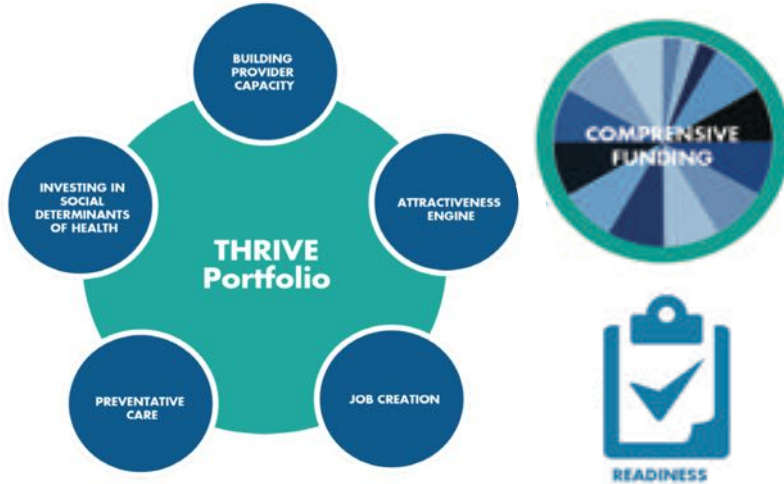 BUILDING
PROVIDER
CAPACITY
INVESTING IN
SOCIAL
DETERMINANTS
OF HEALTH
ATTRACTIVENESS
ENGINE
THRIVE
Portfolio
PREVENTATIVE
CARE
JOB CREATION
COMPRENSIVE
FUNDING
READINESS